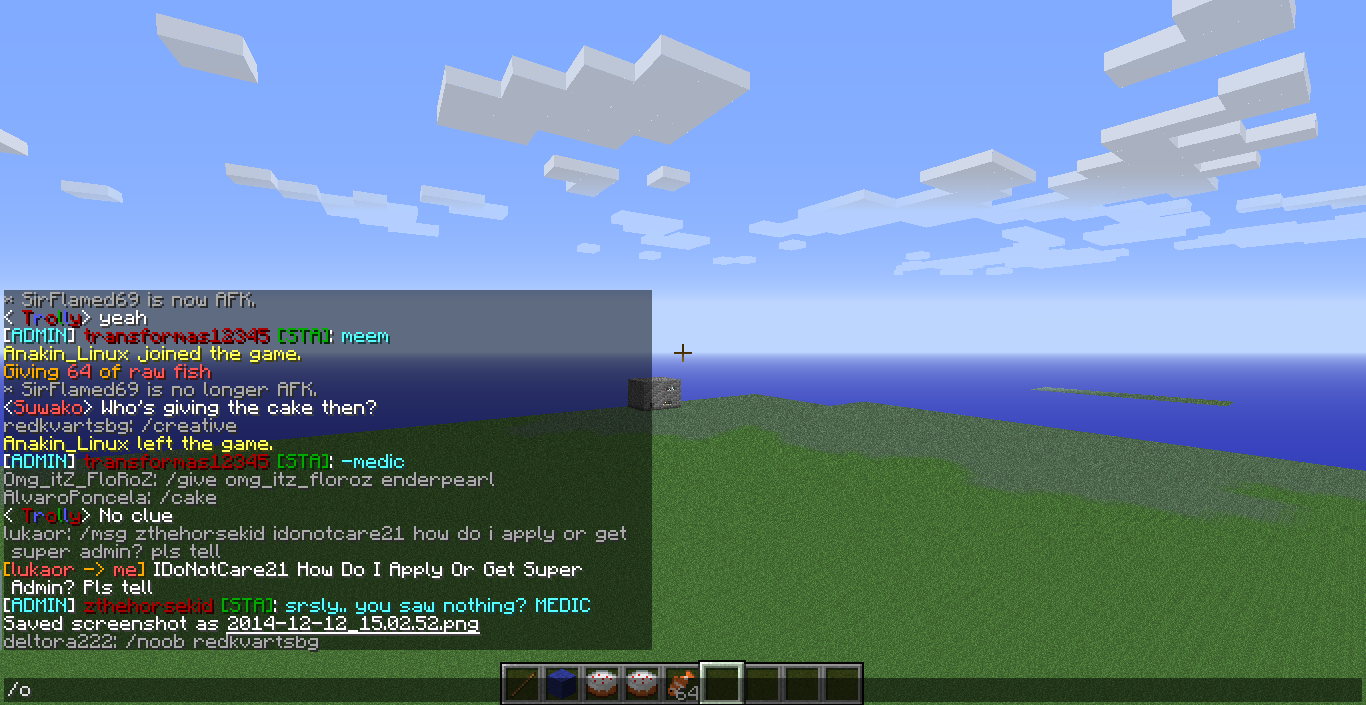 * SirFlamed69 is now AFK.
< Trolly> yeah
[ADMIN] transformas12345 [STA]: meem
Anakin_Linux joined the game.
Giving 64 of raw fish
* SirFlamed69 is no longer AFK.
<Suwako> Who's giving the cake then?
redkvartsbg: /creative
Anakin_Linux left the game.
[ADMIN] transformas12345 [STA]: -medic
Omg_itZ_FloRoZ: /give omg_itz_floroz enderpearl
AlvaroPoncela: /cake
< Trolly> No clue
lukaor: /msg zthehorsekid idonotcare21 how do i apply or get
super admin? pls tell
[lukaor -> me] IDoNotCare21 How Do I Apply Or Get Super
Admin? Pls tell
[ADMIN] zthehorsekid [STA]: srsly.. you saw nothing? MEDIC
Saved screenshot as 2014-12-12_15.02.52.png
deltora222: /noob redkvartsbg
64
/o